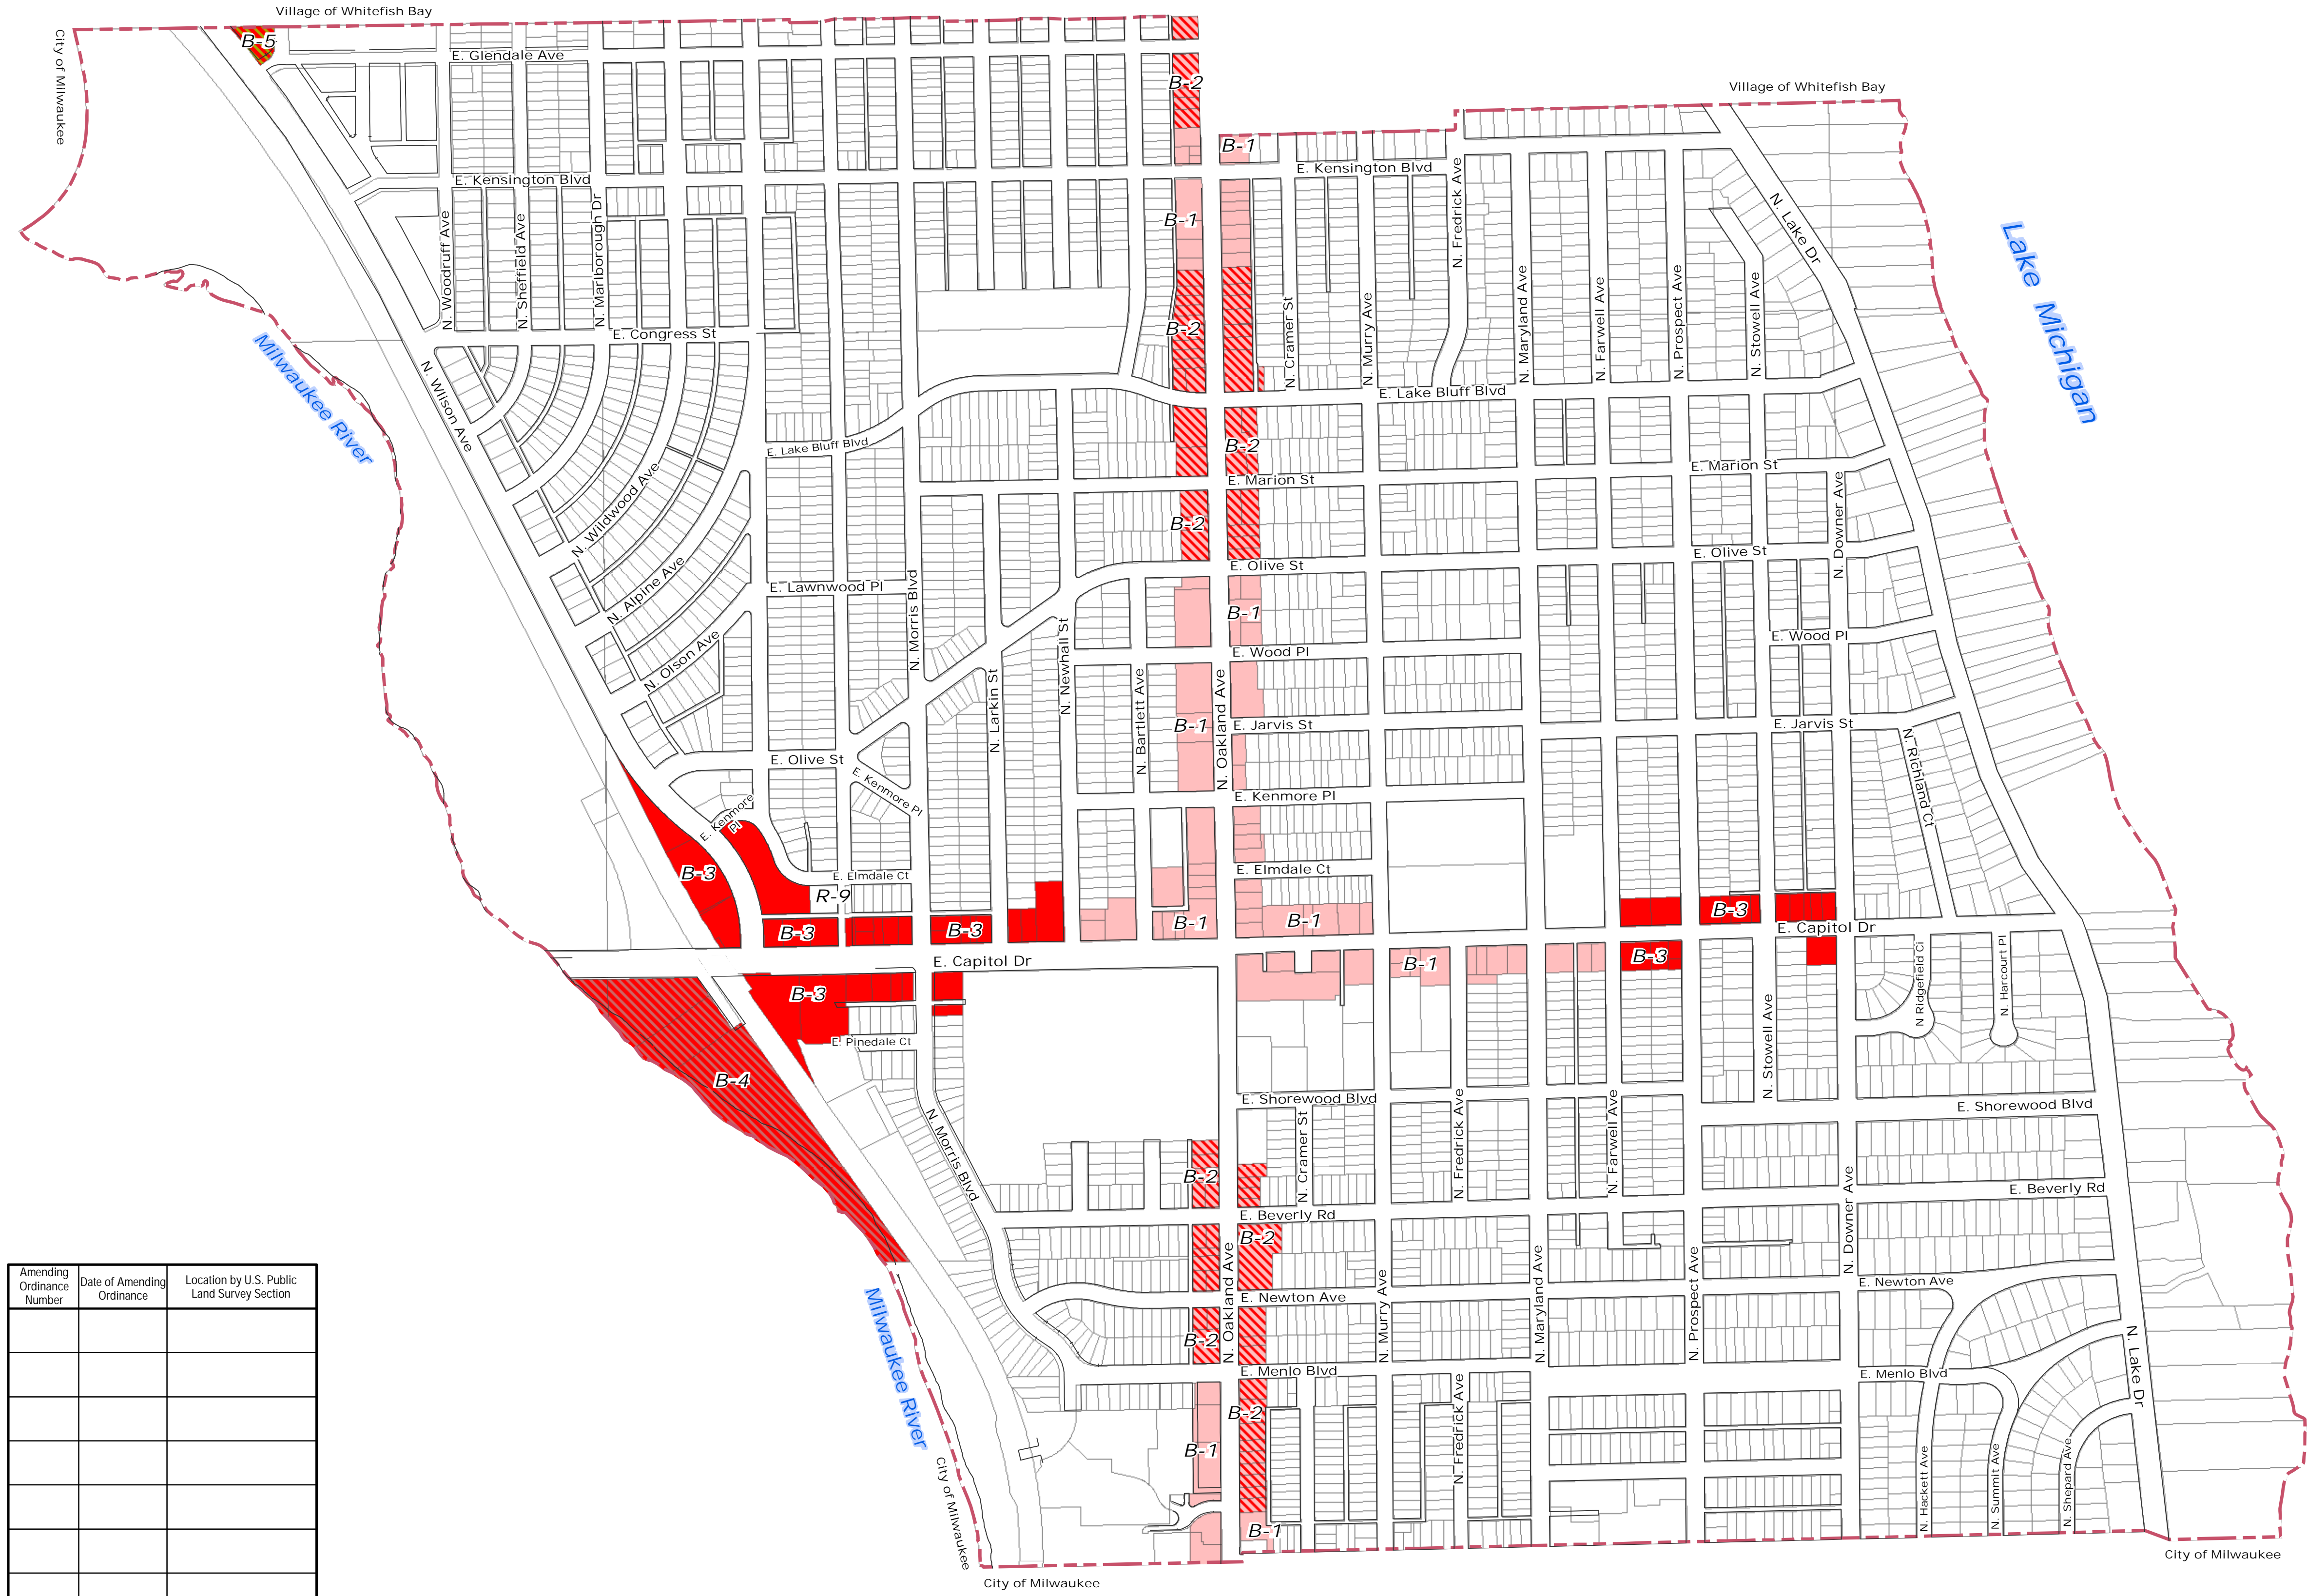 Village of Whitefish Bay
City of Milwaukee
B-5
E. Glendale Ave
B-2
Village of Whitefish Bay
B-1
E. Kensington Blvd
E. Kensington Blvd
N. Woodruff Ave
N. Sheffield Ave
N. Marlborough Dr
B-1
N. Fredrick Ave
N. Lake Dr
Lake Michigan
B-2
N. Cramer St
N. Murry Ave
N. Maryland Ave
N. Farwell Ave
N. Prospect Ave
N. Stowell Ave
E. Congress St
Milwaukee River
N. Wilson Ave
E. Lake Bluff Blvd
E. Lake Bluff Blvd
B-2
E. Marion St
E. Marion St
N. Wildwood Ave
B-2
N. Downer Ave
E. Olive St
E. Olive St
N. Alpine Ave
E. Lawnwood Pl
N. Morris Blvd
B-1
N. Olson Ave
N. Larkin St
N. Newhall St
E. Wood Pl
E. Wood Pl
N. Bartlett Ave
N. Oakland Ave
B-1
E. Jarvis St
E. Jarvis St
N. Richland Ct
E. Olive St
E. Kenmore Pl
E. Kenmore Pl
E. Kenmore
Pl
B-3
E. Elmdale Ct
E. Elmdale Ct
R-9
B-3
B-3
B-1
B-1
B-3
E. Capitol Dr
E. Capitol Dr
B-1
B-3
N Ridgefield Ci
N. Harcourt Pl
B-3
N. Stowell Ave
E. Pinedale Ct
B-4
E. Shorewood Blvd
E. Shorewood Blvd
N. Morris Blvd
N. Cramer St
N. Fredrick Ave
N. Farwell Ave
B-2
E. Beverly Rd
N. Downer Ave
E. Beverly Rd
B-2
N. Oakland Ave
N. Murry Ave
N. Maryland Ave
N. Prospect Ave
E. Newton Ave
E. Newton Ave
Amending
Ordinance
Number
Date of Amending
Ordinance
Location by U.S. Public
Land Survey Section
Milwaukee River
B-2
E. Menlo Blvd
E. Menlo Blvd
N. Lake Dr
B-2
B-1
N. Fredrick Ave
N. Hackett Ave
N. Summit Ave
N. Shepard Ave
City of Milwaukee
B-1
City of Milwaukee
City of Milwaukee